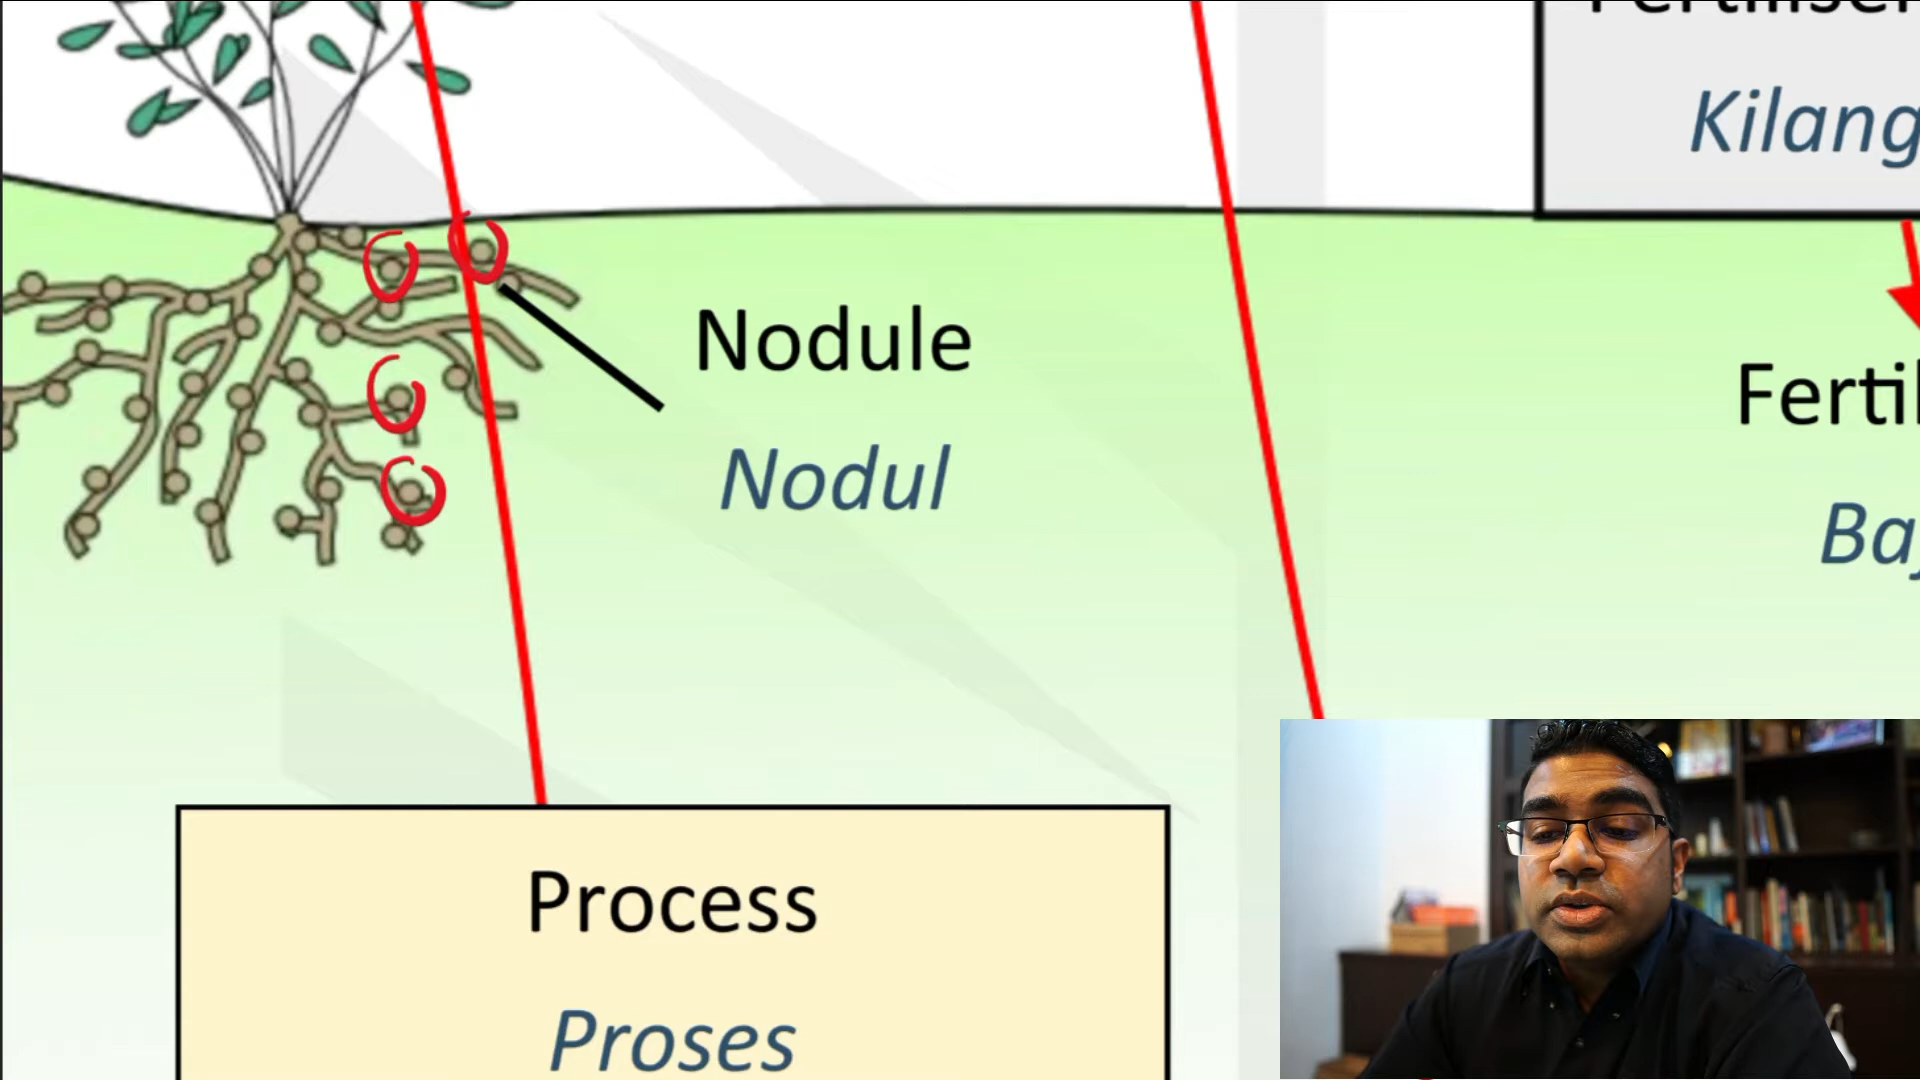 Kilang
Nodule
Nodul
Process
Proses